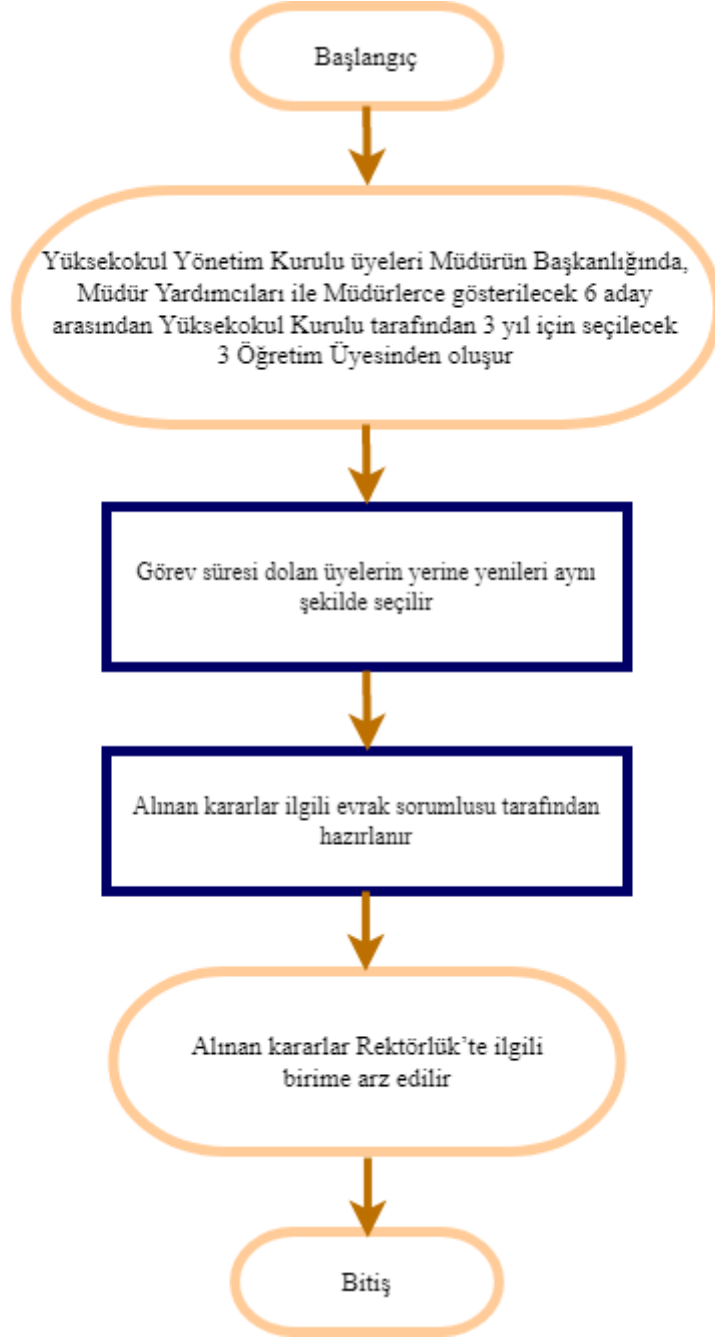 Başlangıç
Yüksekokul Yönetim Kurulu üyeleri Müdürün Başkanlığında,
Müdür Yardımcıları ile Müdürlerce gösterilecek 6 aday
arasından Yüksekokul Kurulu tarafından 3 yıl için seçilecek
3 Öğretim Üyesinden oluşur
Görev süresi dolan üyelerin yerine yenileri aynı
şekilde seçilir
Alınan kararlar ilgili evrak sorumlusu tarafından
hazırlanır
Alınan kararlar Rektörlük’te ilgili
birime arz edilir
Bitiş